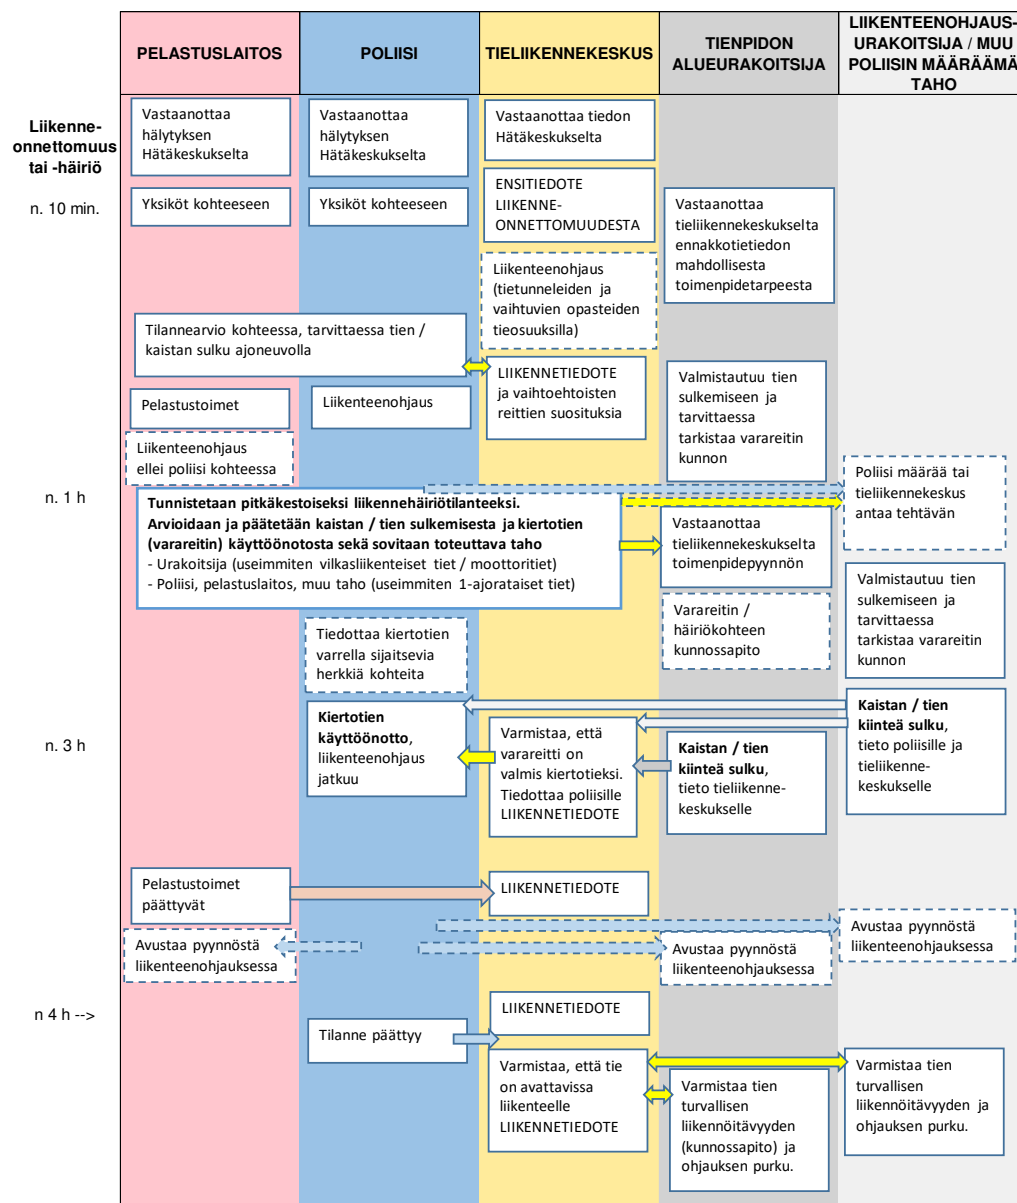 PELASTUSLAITOS
POLIISI
TIELIIKENNEKESKUS
TIENPIDON
ALUEURAKOITSIJA
LIIKENTEENOHJAUS-
URAKOITSIJA / MUU
POLIISIN MÄÄRÄÄMÄ
TAHO
Liikenne-
onnettomuus
tai -häiriö
Vastaanottaa
hälytyksen
Hätäkeskukselta
Vastaanottaa
hälytyksen
Hätäkeskukselta
Vastaanottaa tiedon
Hätäkeskukselta
n. 10 min.
Yksiköt kohteeseen
Yksiköt kohteeseen
ENSITIEDOTE
LIIKENNE-
ONNETTOMUUDESTA
Vastaanottaa
tieliikennekeskukselta
ennakkotietiedon
mahdollisesta
toimenpidetarpeesta
Liikenteenohjaus
(tietunneleiden ja
vaihtuvien opasteiden
tieosuuksilla)
Tilannearvio kohteessa, tarvittaessa tien /
kaistan sulku ajoneuvolla
LIIKENNETIEDOTE
ja vaihtoehtoisten
reittien suosituksia
Valmistautuu tien
sulkemiseen ja
tarvittaessa
tarkistaa varareitin
kunnon.
Pelastustoimet
Liikenteenohjaus
Liikenteenohjaus
ellei poliisi kohteessa
n. 1 h
Poliisi määrää tai
tieliikennekeskus
antaa tehtävän
Tunnistetaan pitkäkestoiseksi liikennehäiriötilanteeksi.
Arvioidaan ja päätetään kaistan / tien sulkemisesta ja kiertotien
(varareitin) käyttöönotosta sekä sovitaan toteuttava taho
- Urakoitsija (useimmiten vilkasliikenteiset tiet / moottoritiet)
- Poliisi, pelastuslaitos, muu taho (useimmiten 1-ajorataiset tiet)
Vastaanottaa
tieliikennekeskukselta
toimenpidepyynnön
Valmistautuu tien
sulkemiseen ja
tarvittaessa
tarkistaa varareitin
kunnon
Varareitin /
häiriökohteen
kunnossapito
Tiedottaa kiertotien
varrella sijaitsevia
herkkiä kohteita
n. 3 h
Kiertotien
käyttöönotto,
liikenteenohjaus
jatkuu
Varmistaa, että
varareitti on
valmis kiertotieksi.
Tiedottaa poliisille
LIIKENNETIEDOTE
Kaistan / tien
kiinteä sulku,
tieto tieliikenne-
keskukselle
Kaistan / tien
kiinteä sulku,
tieto poliisille ja
tieliikenne-
keskukselle
Pelastustoimet
päättyvät
LIIKENNETIEDOTE
Avustaa pyynnöstä
liikenteenohjauksessa
Avustaa pyynnöstä
liikenteenohjauksessa
Avustaa pyynnöstä
liikenteenohjauksessa
n 4 h -->
LIIKENNETIEDOTE
Tilanne päättyy
Varmistaa, että tie
on avattavissa
liikenteelle
LIIKENNETIEDOTE
Varmistaa tien
turvallisen
liikennöitävyyden
(kunnossapito) ja
ohjauksen purku.
Varmistaa tien
turvallisen
liikennöitävyyden ja
ohjauksen purku.